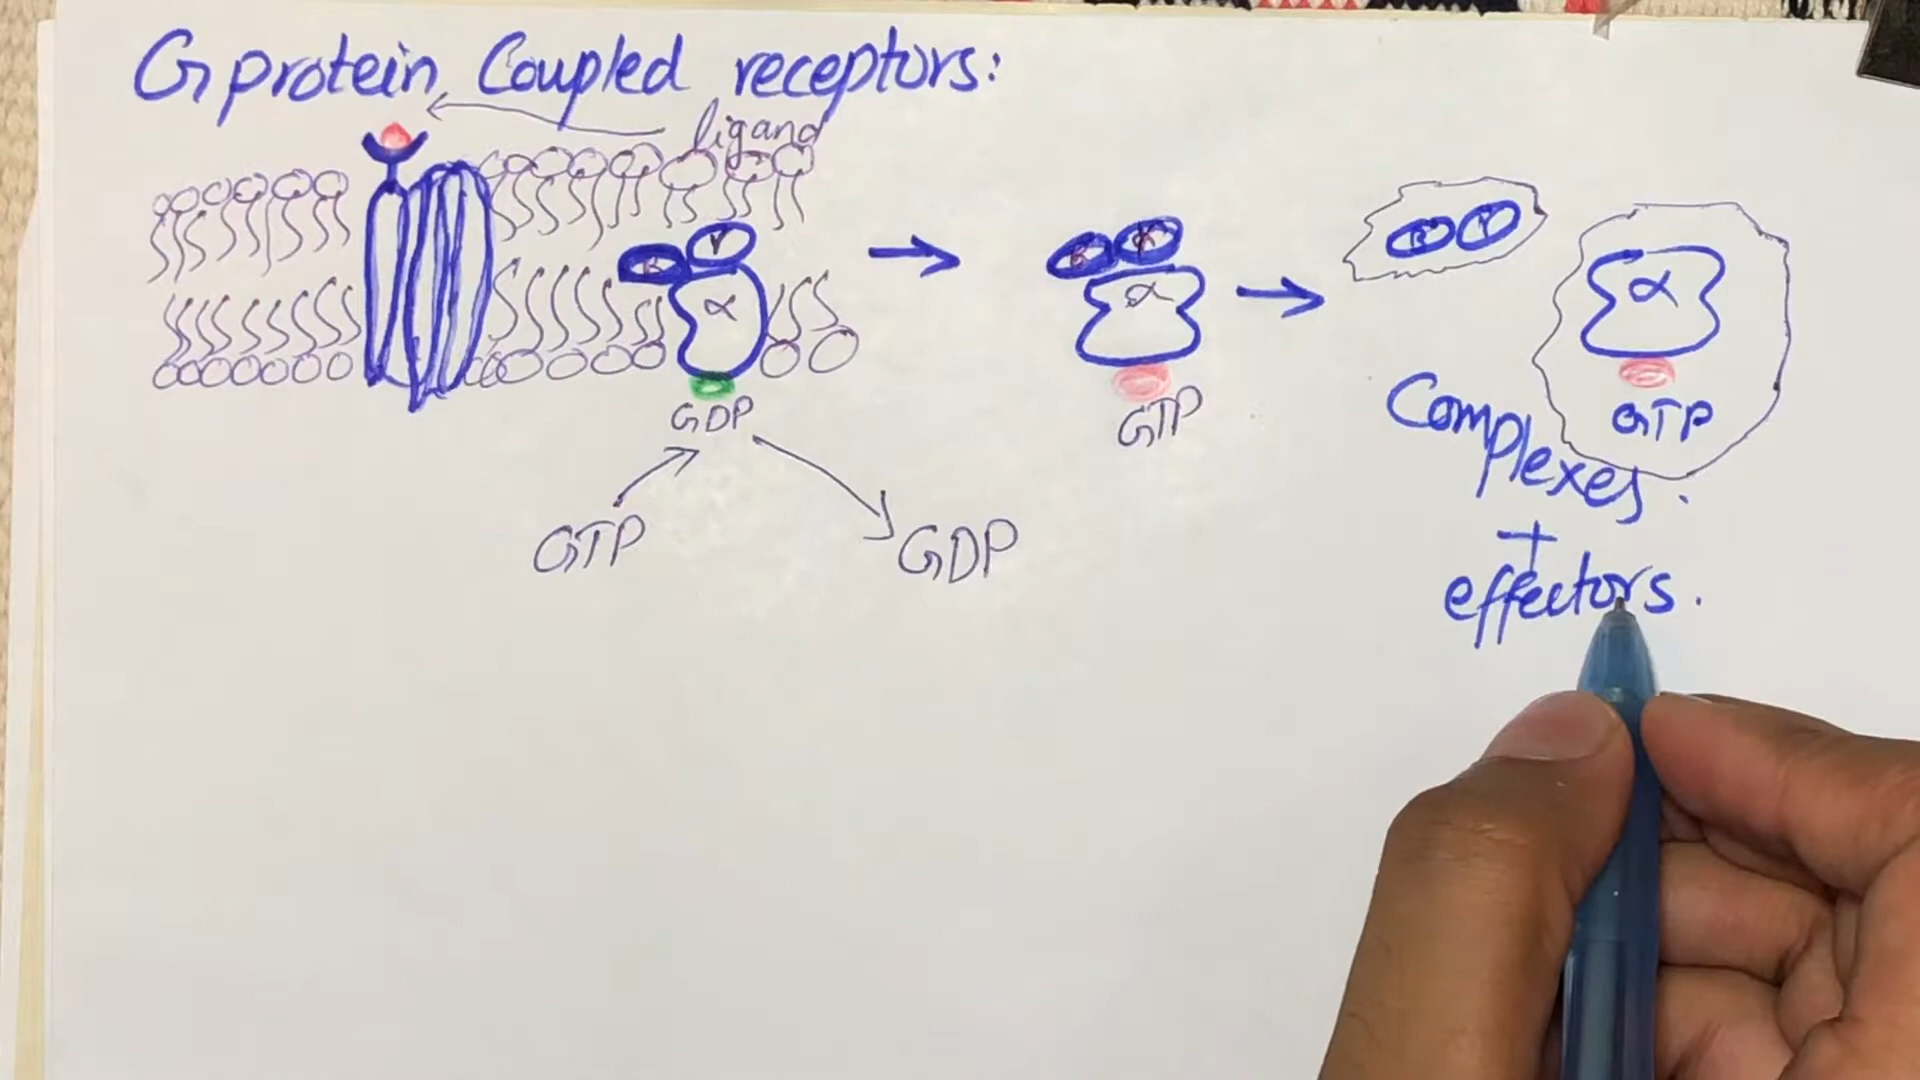 G protein Coupled receptors:
ligand
γ
α
GDP
GTP
GDP
α
GTP
α
GTP
Complexes.
+
effectors.